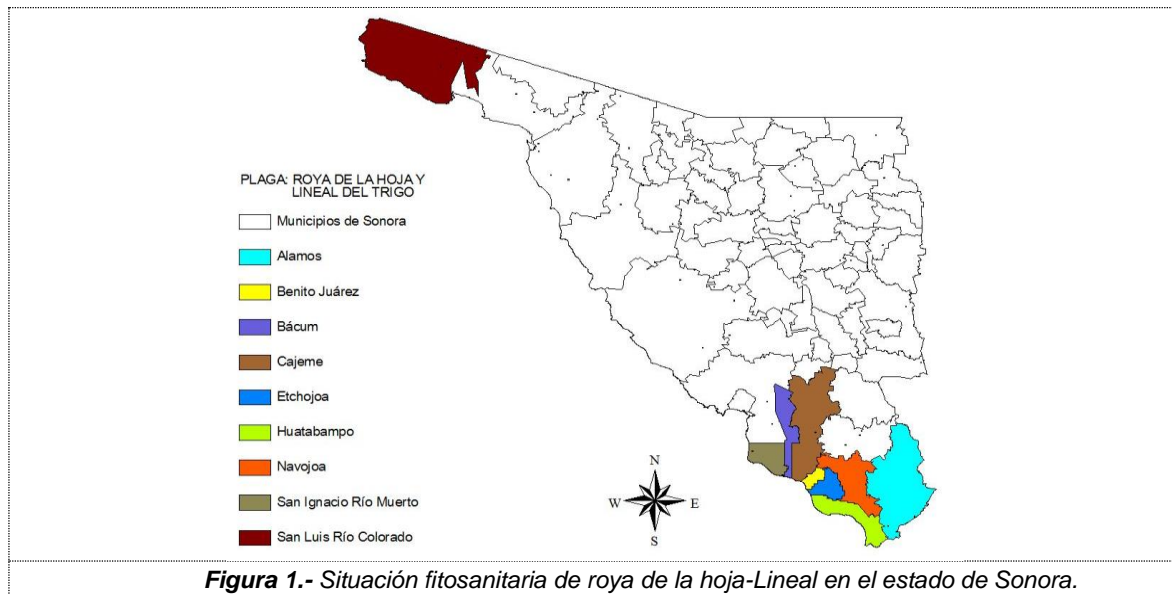 PLAGA: ROYA DE LA HOJA Y
LINEAL DEL TRIGO
Municipios de Sonora
Alamos
Benito Juárez
Bácum
Cajeme
Etchojoa
Huatabampo
Navojoa
San Ignacio Río Muerto
San Luis Río Colorado
N
W E
S
Figura 1.- Situación fitosanitaria de roya de la hoja-Lineal en el estado de Sonora.